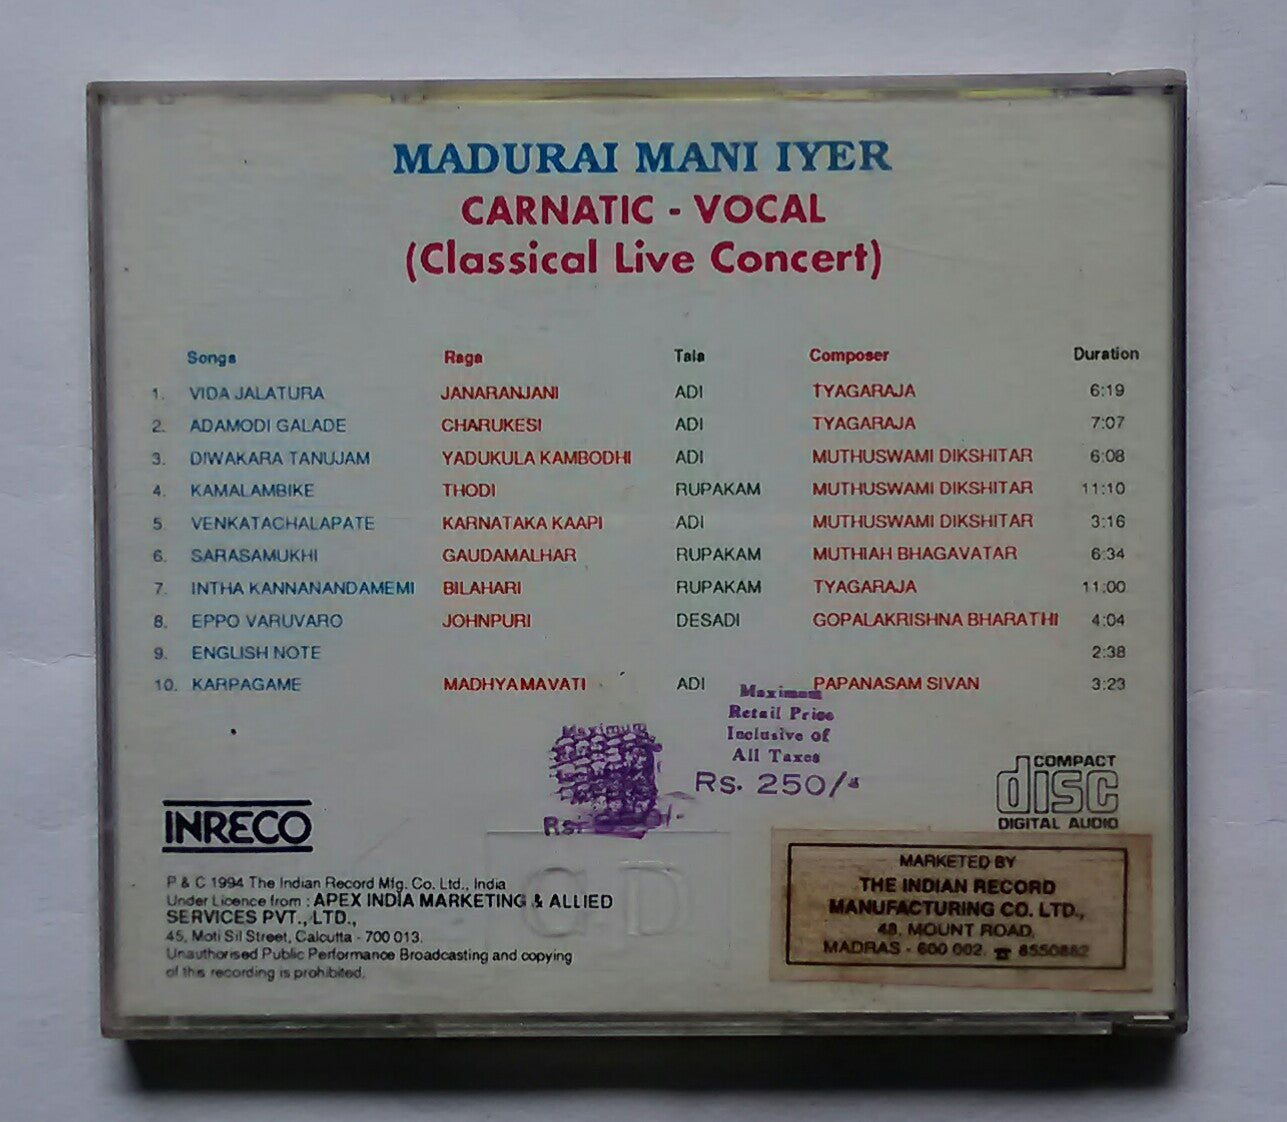 MADURAI MANI IYER
CARNATIC - VOCAL
(Classical Live Concert)
Songs Raga Tala Composer Duration
1. VIDA JALATURA JANARANJANI ADI TYAGARAJA 6:19
2. ADAMODI GALADE CHARUKESI ADI TYAGARAJA 7:07
3. DIWAKARA TANUJAM YADUKULA KAMBODHI ADI MUTHUSWAMI DIKSHITAR 6:08
4. KAMALAMBIKE THODI RUPAKAM MUTHUSWAMI DIKSHITAR 11:10
5. VENKATACHALAPATE KARNATAKA KAAPI ADI MUTHUSWAMI DIKSHITAR 3:16
6. SARASAMUKHI GAUDAMALHAR RUPAKAM MUTHIAH BHAGAVATAR 6:34
7. INTHA KANNANANDAMEMI BILAHARI RUPAKAM TYAGARAJA 11:00
8. EPPO VARUVARO JOHNPURI DESADI GOPALAKRISHNA BHARATHI 4:04
9. ENGLISH NOTE 2:38
10. KARPAGAME MADHYAMAVATI ADI PAPANASAM SIVAN 3:23
Maximum
Retail Price
Inclusive of
All Taxes
Rs. 250/-
Maximum
Rs.
COMPACT
disc
DIGITAL AUDIO
INRECO
P & C 1994 The Indian Record Mfg. Co. Ltd., India
Under Licence from : APEX INDIA MARKETING & ALLIED
SERVICES PVT., LTD.,
45, Moti Sil Street, Calcutta - 700 013.
Unauthorised Public Performance Broadcasting and copying
of this recording is prohibited.
CD
MARKETED BY
THE INDIAN RECORD
MANUFACTURING CO. LTD.,
48, MOUNT ROAD,
MADRAS - 600 002. ☎ 8550882